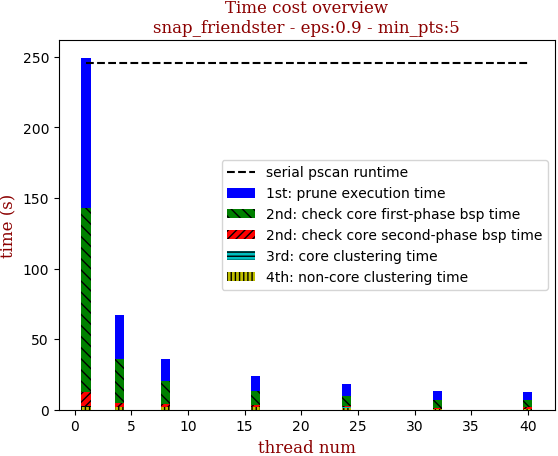 Time cost overview
snap_friendster - eps:0.9 - min_pts:5
time (s)
250
200
150
100
50
0
serial pscan runtime
1st: prune execution time
2nd: check core first-phase bsp time
2nd: check core second-phase bsp time
3rd: core clustering time
4th: non-core clustering time
0 5 10 15 20 25 30 35 40
thread num